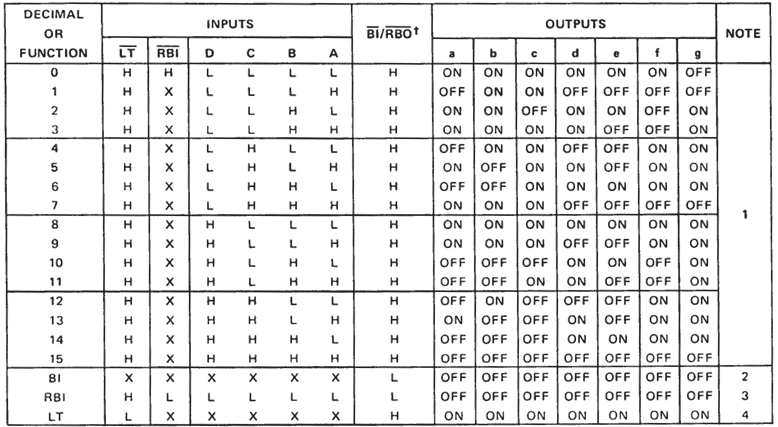 DECIMAL OR FUNCTION INPUTS BI/RBO† OUTPUTS NOTE
LT RBI D C B A a b c d e f g
0 H H L L L L H ON ON ON ON ON ON OFF
1 H X L L L H H OFF ON ON OFF OFF OFF OFF
2 H X L L H L H ON ON OFF ON ON OFF ON
3 H X L L H H H ON ON ON ON OFF OFF ON
4 H X L H L L H OFF ON ON OFF OFF ON ON
5 H X L H L H H ON OFF ON ON OFF ON ON
6 H X L H H L H OFF OFF ON ON ON ON ON
7 H X L H H H H ON ON ON OFF OFF OFF OFF
1
8 H X H L L L H ON ON ON ON ON ON ON
9 H X H L L H H ON ON ON OFF OFF ON ON
10 H X H L H L H OFF OFF OFF ON ON OFF ON
11 H X H L H H H OFF OFF ON ON OFF OFF ON
12 H X H H L L H OFF ON OFF OFF OFF ON ON
13 H X H H L H H ON OFF OFF ON OFF ON ON
14 H X H H H L H OFF OFF OFF ON ON ON ON
15 H X H H H H H OFF OFF OFF OFF OFF OFF OFF
BI X X X X X X L OFF OFF OFF OFF OFF OFF OFF 2
RBI H L L L L L L OFF OFF OFF OFF OFF OFF OFF 3
LT L X X X X X H ON ON ON ON ON ON ON 4